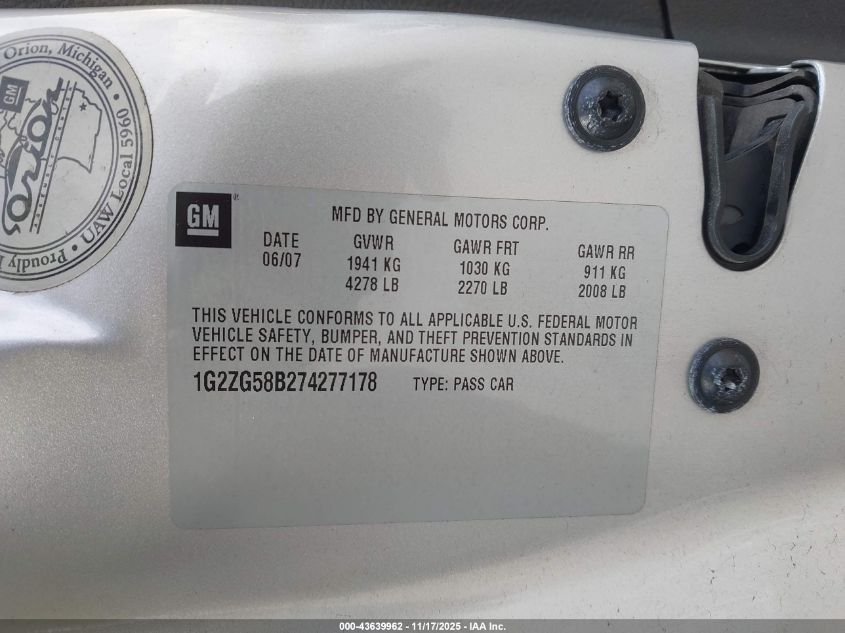 Orion, Michigan •
UAW Local 5960
Proudly
GM
Orion
GM®
MFD BY GENERAL MOTORS CORP.
DATE GVWR GAWR FRT GAWR RR
06/07 1941 KG 1030 KG 911 KG
4278 LB 2270 LB 2008 LB
THIS VEHICLE CONFORMS TO ALL APPLICABLE U.S. FEDERAL MOTOR
VEHICLE SAFETY, BUMPER, AND THEFT PREVENTION STANDARDS IN
EFFECT ON THE DATE OF MANUFACTURE SHOWN ABOVE.
1G2ZG58B274277178 TYPE: PASS CAR
000-43639962 - 11/17/2025 - IAA Inc.